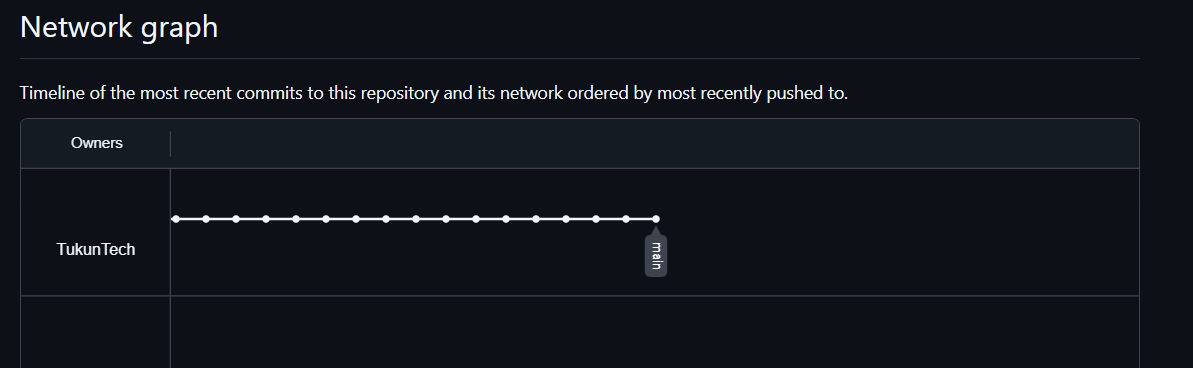 Network graph
Timeline of the most recent commits to this repository and its network ordered by most recently pushed to.
Owners
TukunTech
main